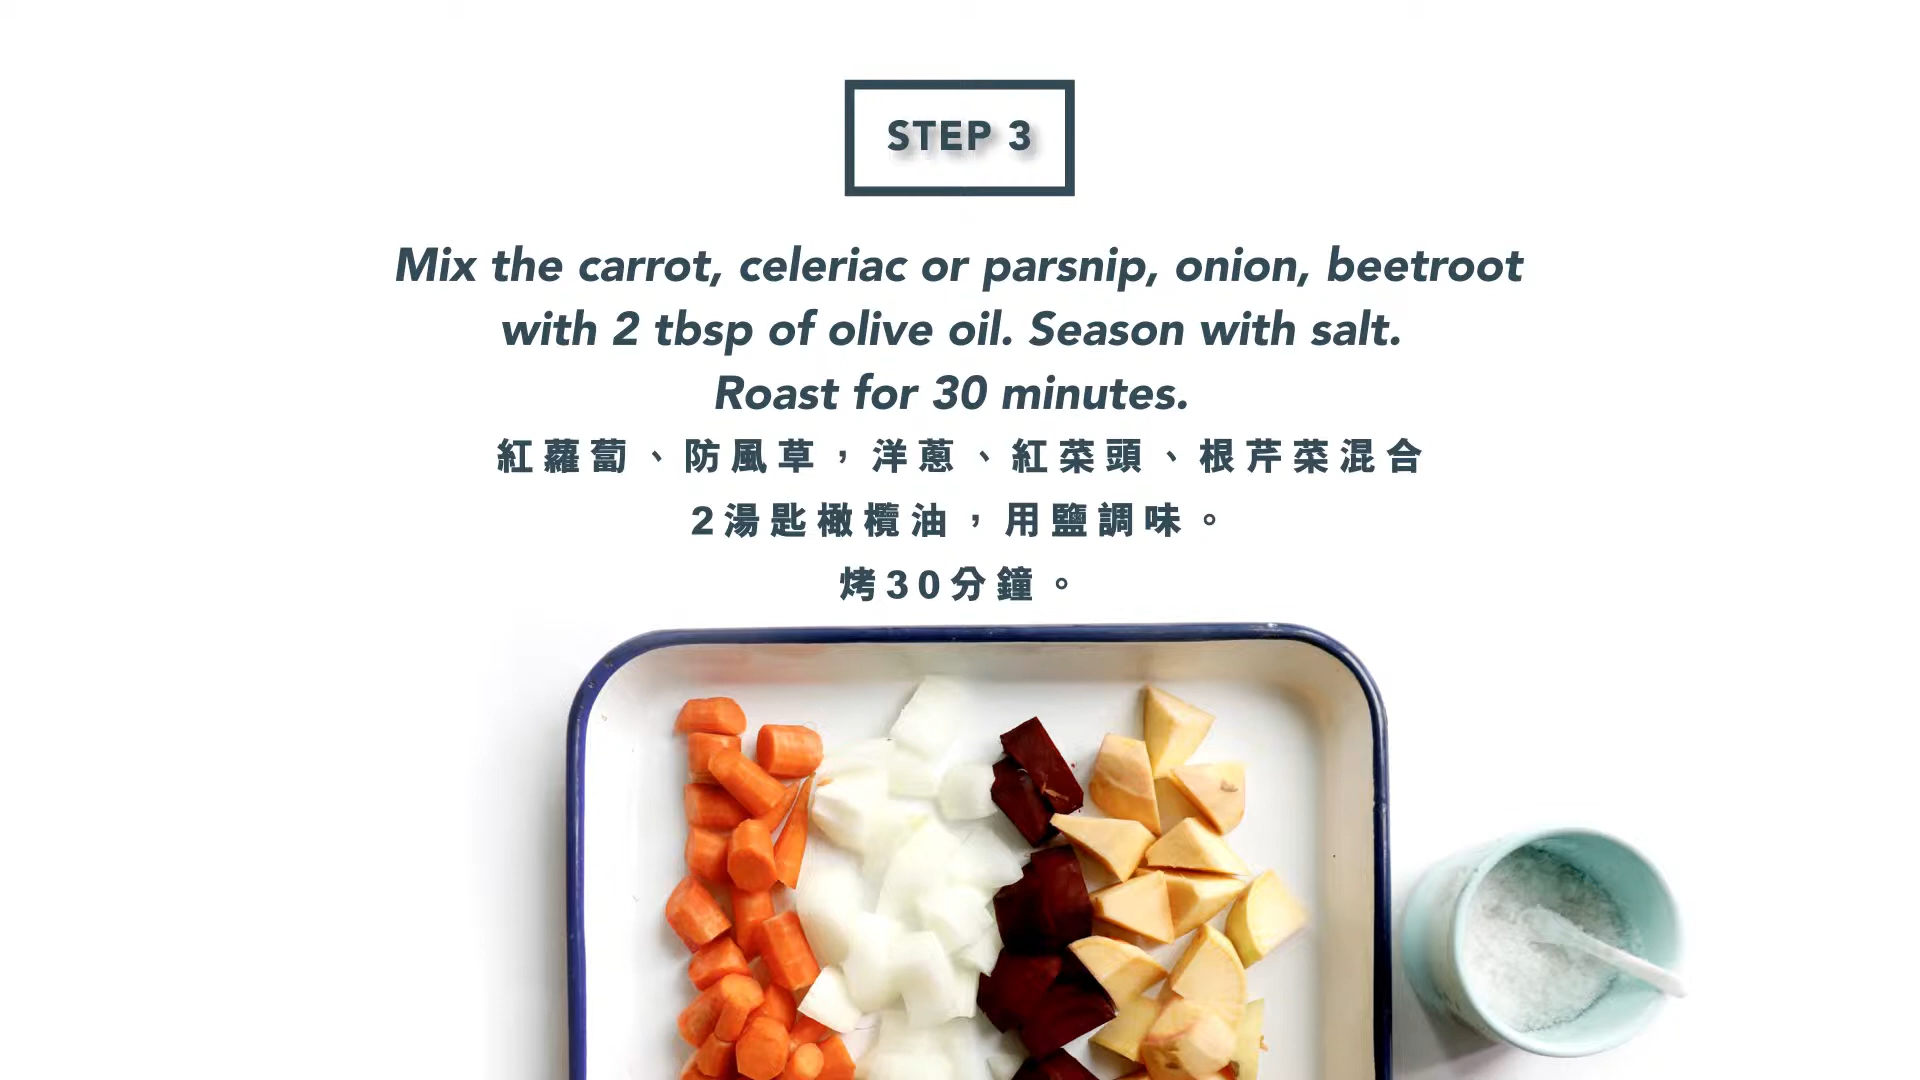 STEP 3
Mix the carrot, celeriac or parsnip, onion, beetroot
with 2 tbsp of olive oil. Season with salt.
Roast for 30 minutes.
紅蘿蔔、防風草，洋蔥、紅菜頭、根芹菜混合
2湯匙橄欖油，用鹽調味。
烤30分鐘。